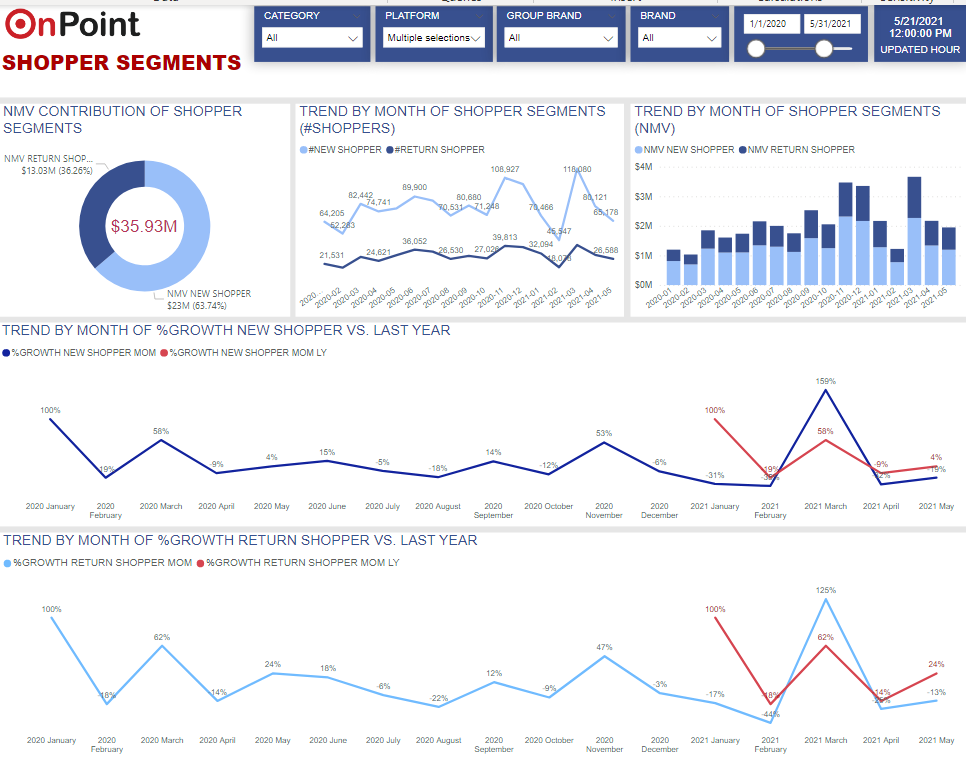 OnPoint
SHOPPER SEGMENTS
CATEGORY
All
PLATFORM
Multiple selections
GROUP BRAND
All
BRAND
All
1/1/2020
5/31/2021
5/21/2021
12:00:00 PM
UPDATED HOUR
NMV CONTRIBUTION OF SHOPPER
SEGMENTS
NMV RETURN SHOP...
$13.03M (36.26%)
$35.93M
NMV NEW SHOPPER
$23M (63.74%)
TREND BY MONTH OF SHOPPER SEGMENTS
(#SHOPPERS)
#NEW SHOPPER #RETURN SHOPPER
64,205
52,283
82,442
74,741
89,900
70,531
80,680
71,248
108,927
79,466
45,547
118,080
80,121
65,178
21,531
24,621
36,052
26,530
27,026
39,813
32,094
18,078
26,588
2020...
2020-02
2020-03
2020-04
2020-05
2020-06
2020-07
2020-08
2020-09
2020-10
2020-11
2020-12
2021-01
2021-02
2021-03
2021-04
2021-05
TREND BY MONTH OF SHOPPER SEGMENTS
(NMV)
NMV NEW SHOPPER NMV RETURN SHOPPER
$4M
$3M
$2M
$1M
$0M
2020-01
2020-02
2020-03
2020-04
2020-05
2020-06
2020-07
2020-08
2020-09
2020-10
2020-11
2020-12
2021-01
2021-02
2021-03
2021-04
2021-05
TREND BY MONTH OF %GROWTH NEW SHOPPER VS. LAST YEAR
%GROWTH NEW SHOPPER MOM %GROWTH NEW SHOPPER MOM LY
100%
-19%
58%
-9%
4%
15%
-5%
-18%
14%
-12%
53%
-6%
-31%
159%
-19%
100%
-19%
58%
-9%
4%
2020 January
2020
February
2020 March
2020 April
2020 May
2020 June
2020 July
2020 August
2020
September
2020 October
2020
November
2020
December
2021 January
2021
February
2021 March
2021 April
2021 May
TREND BY MONTH OF %GROWTH RETURN SHOPPER VS. LAST YEAR
%GROWTH RETURN SHOPPER MOM %GROWTH RETURN SHOPPER MOM LY
100%
-18%
62%
-14%
24%
18%
-6%
-22%
12%
-9%
47%
-3%
-17%
-44%
125%
-13%
100%
-18%
62%
-14%
24%
2020 January
2020
February
2020 March
2020 April
2020 May
2020 June
2020 July
2020 August
2020
September
2020 October
2020
November
2020
December
2021 January
2021
February
2021 March
2021 April
2021 May